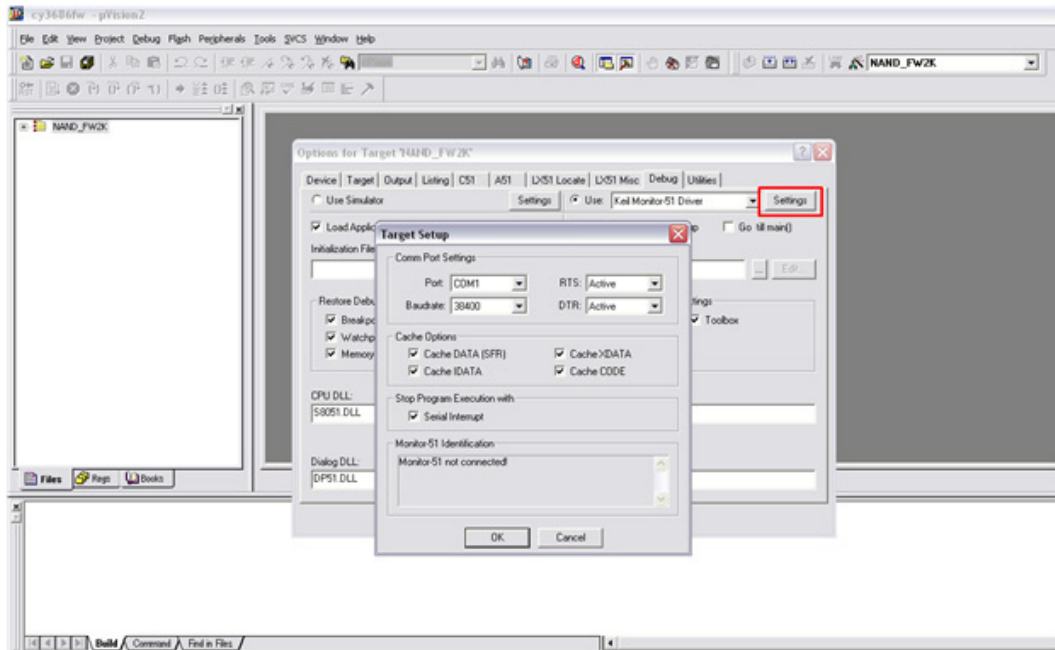 cy3686fw - µVision2
File Edit View Project Debug Flash Peripherals Tools SVCS Window Help
NAND_FW2K
NAND_FW2K
Options for Target 'NAND_FW2K'
Device Target Output Listing C51 A51 LX51 Locate LX51 Misc Debug Utilities
Use Simulator Settings Use: Keil Monitor-51 Driver Settings
Load Applic Go till main()
Initialization File
... Edit...
Restore Debu tings
Breakpo Toolbox
Watchp
Memory
CPU DLL:
S8051.DLL
Dialog DLL:
DP51.DLL
Target Setup
Comm Port Settings
Port: COM1 RTS: Active
Baudrate: 38400 DTR: Active
Cache Options
Cache DATA (SFR) Cache XDATA
Cache IDATA Cache CODE
Stop Program Execution with
Serial Interrupt
Monitor-51 Identification
Monitor-51 not connected!
OK Cancel
Files Regs Books
Build Command Find in Files